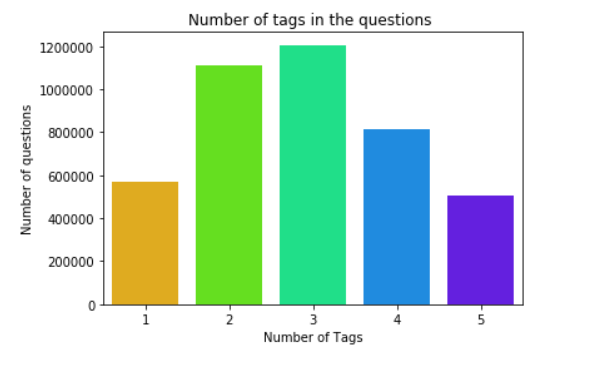 Number of tags in the questions
Number of questions
1200000
1000000
800000
600000
400000
200000
0
1 2 3 4 5
Number of Tags